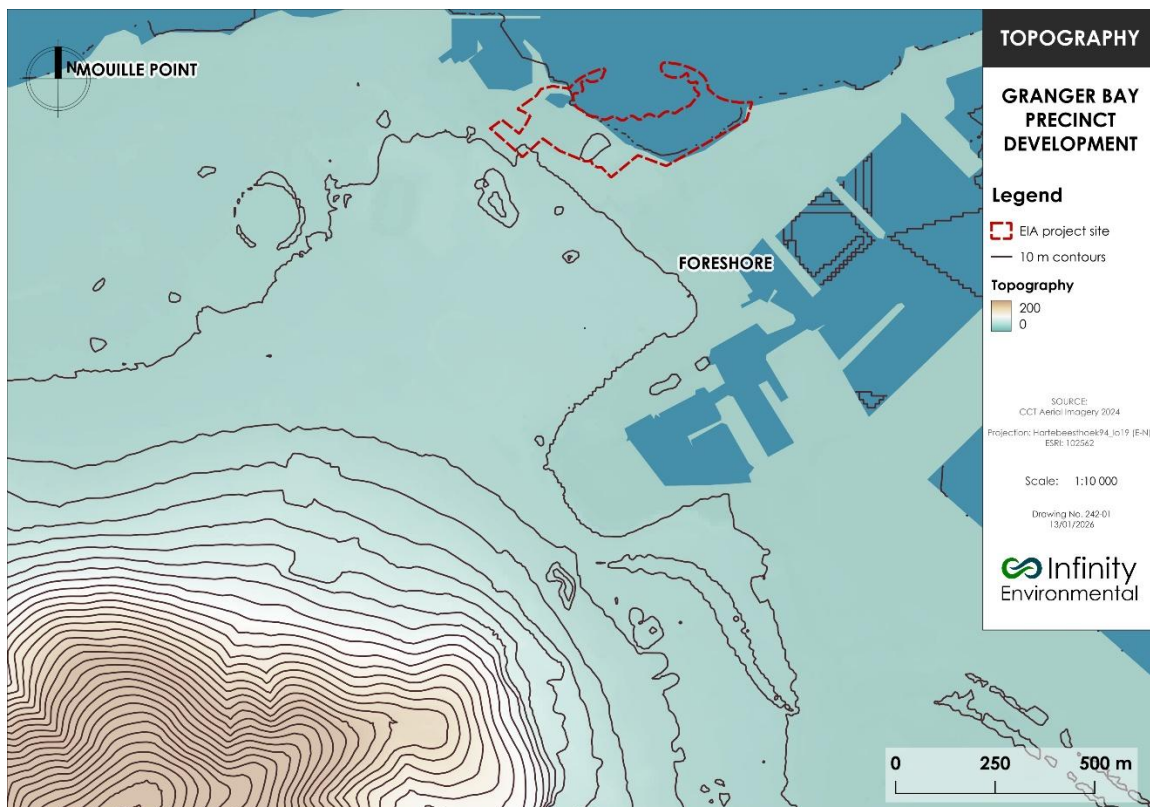 N
MOUILLE POINT
FORESHORE
TOPOGRAPHY
GRANGER BAY
PRECINCT
DEVELOPMENT
Legend
EIA project site
10 m contours
Topography
200
0
SOURCE:
CCT Aerial Imagery 2024
Projection: Hartebeesthoek94_lo19 (E-N)
ESRI: 102562
Scale: 1:10 000
Drawing No. 242-01
13/01/2026
Infinity
Environmental
0 250 500 m